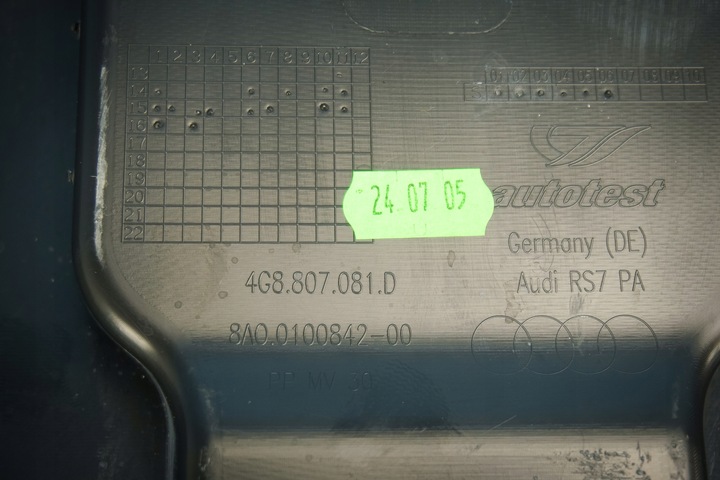 1 2 3 4 5 6 7 8 9 10 11 12
13
14
15
16
17
18
19
20
21
22
01 02 03 04 05 06 07 08 09 10
24 07 05
autotest
Germany (DE)
Audi RS7 PA
4G8.807.081.D
8A0.0100842-00